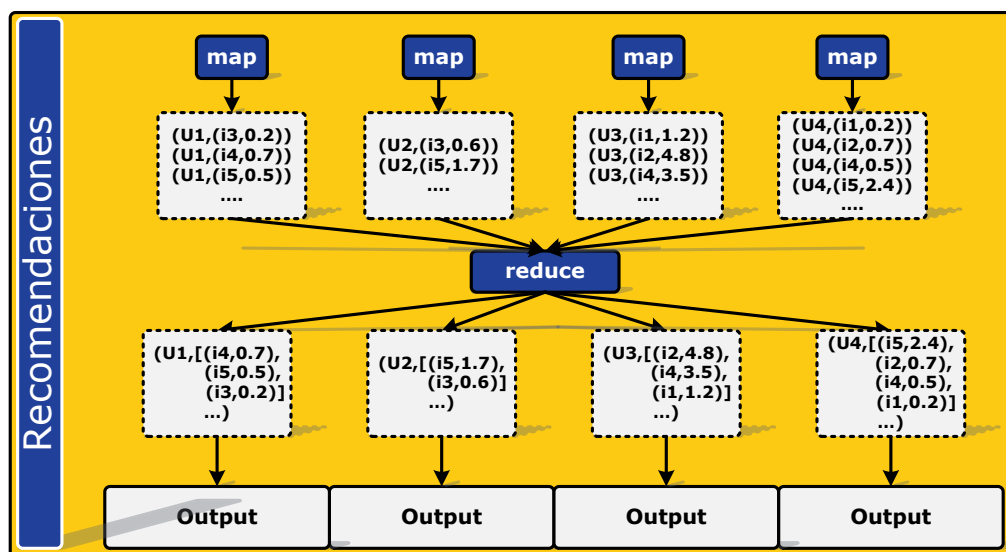 Recomendaciones
map
map
map
map
(U1,(i3,0.2))
(U1,(i4,0.7))
(U1,(i5,0.5))
....
(U2,(i3,0.6))
(U2,(i5,1.7))
....
(U3,(i1,1.2))
(U3,(i2,4.8))
(U3,(i4,3.5))
....
(U4,(i1,0.2))
(U4,(i2,0.7))
(U4,(i4,0.5))
(U4,(i5,2.4))
....
reduce
(U1,[(i4,0.7),
(i5,0.5),
(i3,0.2)]
...)
(U2,[(i5,1.7),
(i3,0.6)]
...)
(U3,[(i2,4.8),
(i4,3.5),
(i1,1.2)]
...)
(U4,[(i5,2.4),
(i2,0.7),
(i4,0.5),
(i1,0.2)]
...)
Output
Output
Output
Output